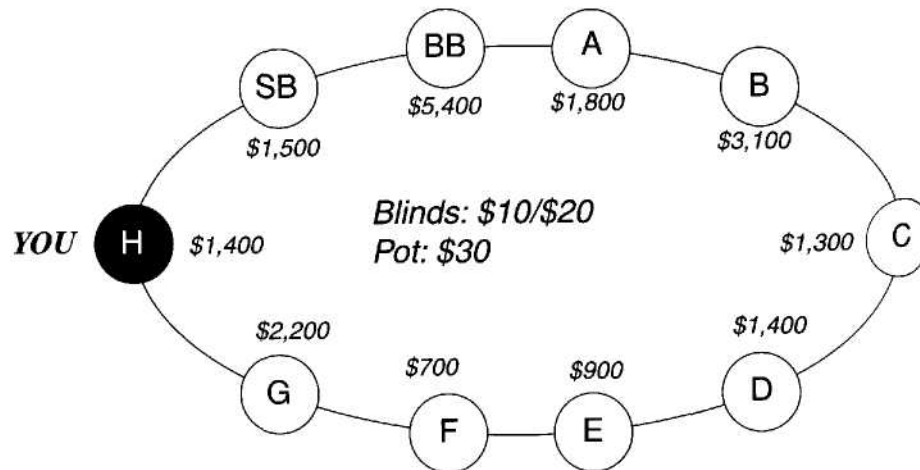 BB
A
SB
B
$5,400
$1,800
$1,500
$3,100
Blinds: $10/$20
YOU
H
$1,400
Pot: $30
$1,300
C
$2,200
$1,400
$700
$900
G
D
F
E